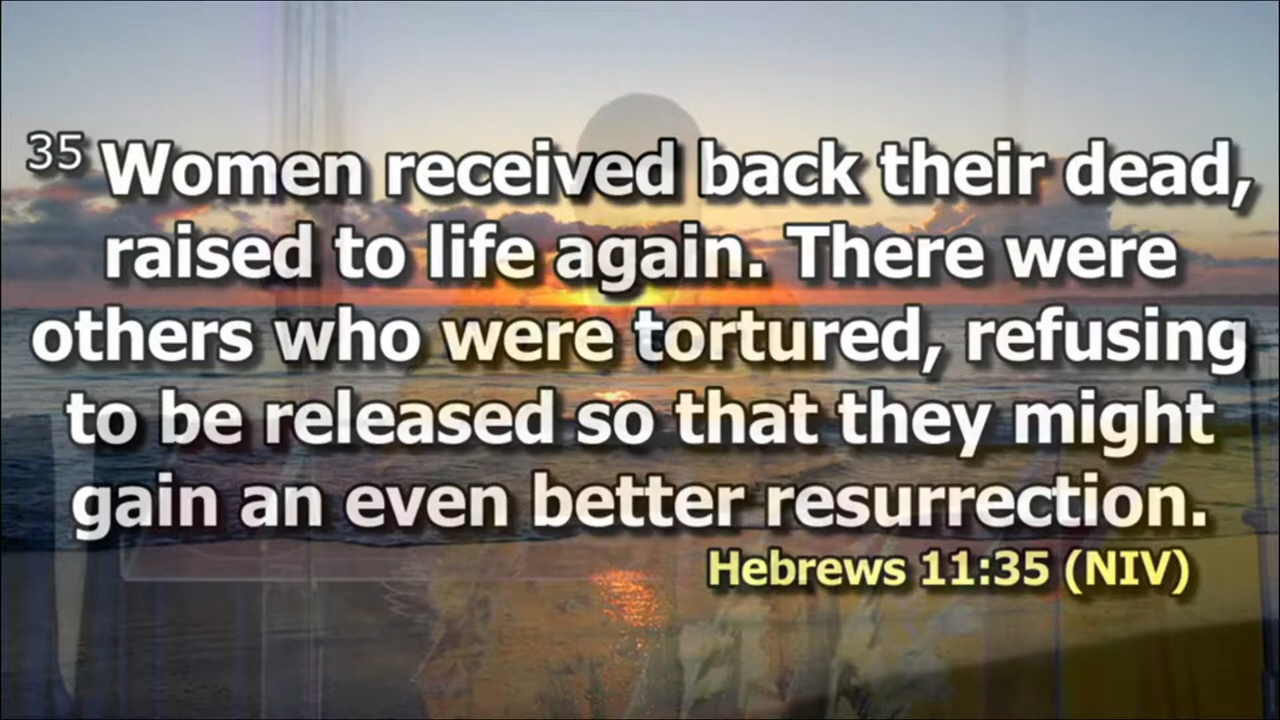 35 Women received back their dead,
raised to life again. There were
others who were tortured, refusing
to be released so that they might
gain an even better resurrection.
Hebrews 11:35 (NIV)